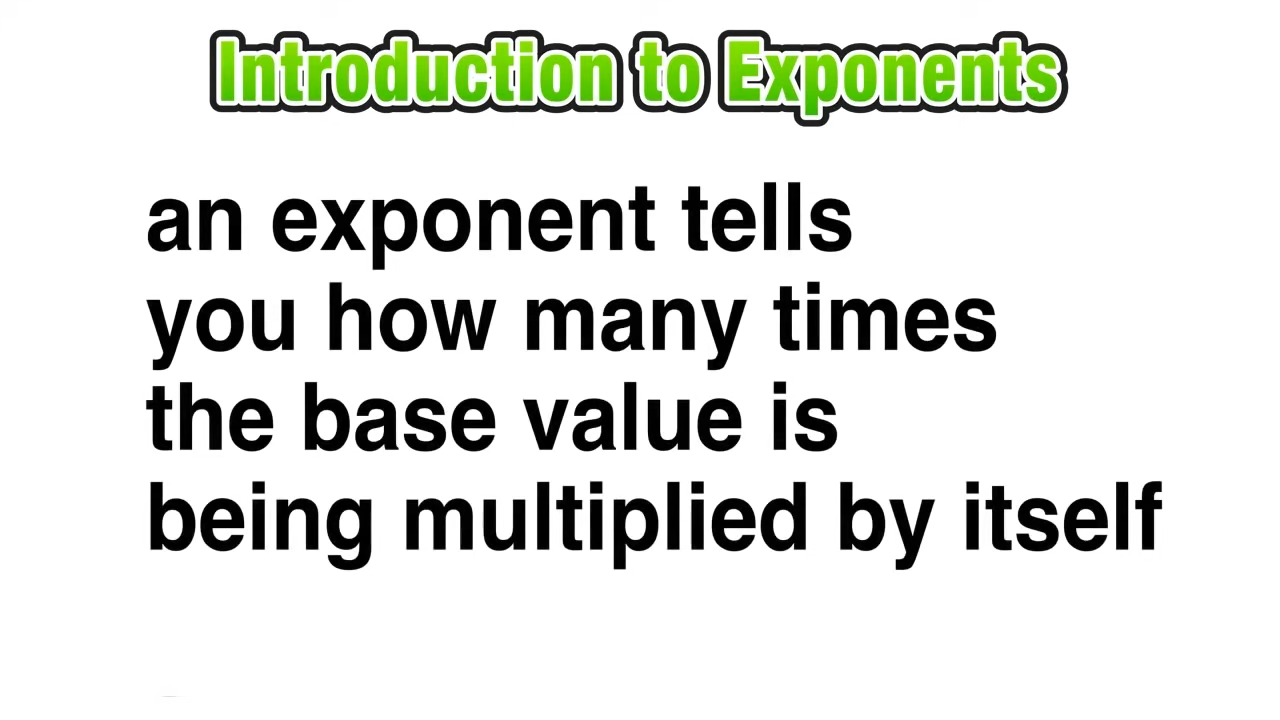 Introduction to Exponents
an exponent tells
you how many times
the base value is
being multiplied by itself